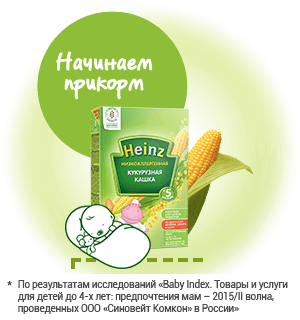 Начинаем
прикорм
Heinz
НИЗКОАЛЛЕРГЕННАЯ
КУКУРУЗНАЯ
КАШКА
5
* По результатам исследований «Baby Index. Товары и услуги
для детей до 4-х лет: предпочтения мам – 2015/II волна,
проведенных ООО «Синовейт Комкон» в России»